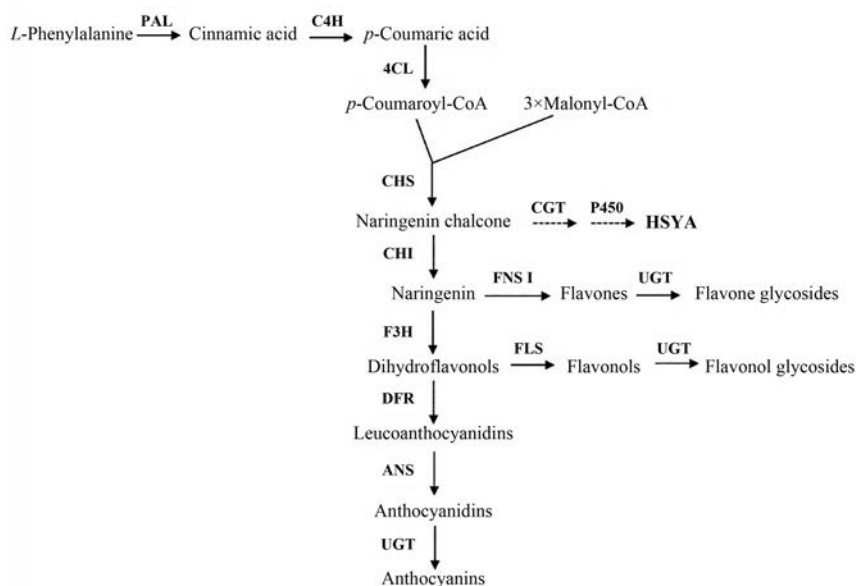 PAL C4H
L-Phenylalanine Cinnamic acid p-Coumaric acid
4CL
p-Coumaroyl-CoA 3×Malonyl-CoA
CHS
CGT P450
Naringenin chalcone HSYA
CHI
FNS I UGT
Naringenin Flavones Flavone glycosides
F3H
FLS UGT
Dihydroflavonols Flavonols Flavonol glycosides
DFR
Leucoanthocyanidins
ANS
Anthocyanidins
UGT
Anthocyanins